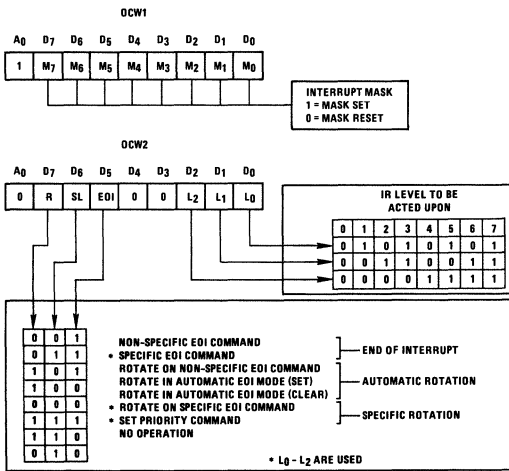 OCW1
A0 D7 D6 D5 D4 D3 D2 D1 D0
1 M7 M6 M5 M4 M3 M2 M1 M0
INTERRUPT MASK
1 = MASK SET
0 = MASK RESET
OCW2
A0 D7 D6 D5 D4 D3 D2 D1 D0
0 R SL EOI 0 0 L2 L1 L0
IR LEVEL TO BE
ACTED UPON
0 1 2 3 4 5 6 7
0 1 0 1 0 1 0 1
0 0 1 1 0 0 1 1
0 0 0 0 1 1 1 1
0 0 1 NON-SPECIFIC EOI COMMAND
0 1 1 * SPECIFIC EOI COMMAND
END OF INTERRUPT
1 0 1 ROTATE ON NON-SPECIFIC EOI COMMAND
1 0 0 ROTATE IN AUTOMATIC EOI MODE (SET)
AUTOMATIC ROTATION
0 0 0 ROTATE IN AUTOMATIC EOI MODE (CLEAR)
1 1 1 * ROTATE ON SPECIFIC EOI COMMAND
SPECIFIC ROTATION
1 1 0 * SET PRIORITY COMMAND
0 1 0 NO OPERATION
* L0 - L2 ARE USED